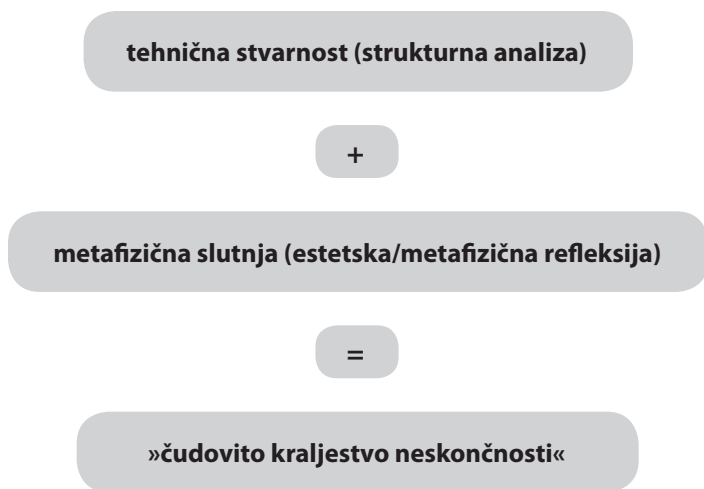 tehnična stvarnost (strukturna analiza)
+
metafizična slutnja (estetska/metafizična refleksija)
=
»čudovito kraljestvo neskončnosti«